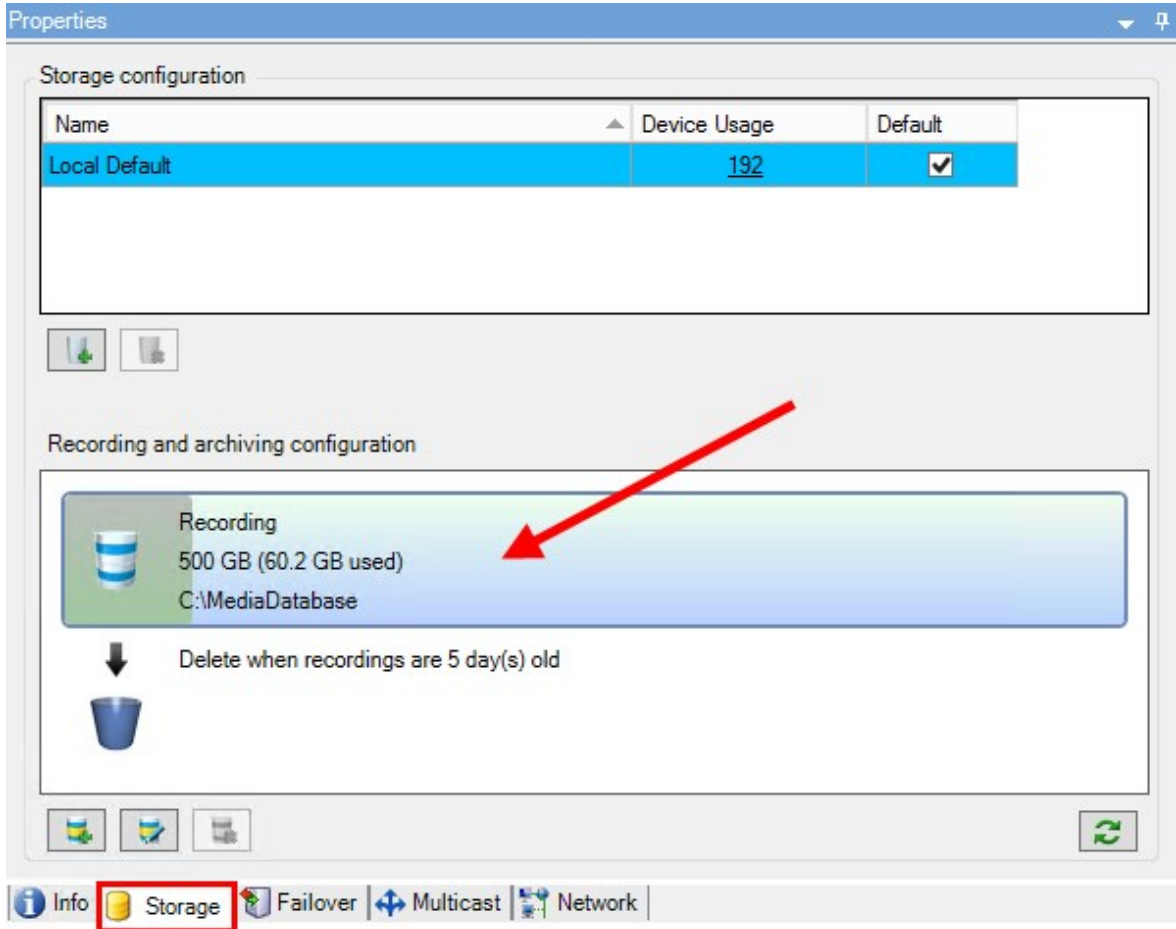 Properties
Storage configuration
Name Device Usage Default
Local Default 192
Recording and archiving configuration
Recording
500 GB (60.2 GB used)
C:\MediaDatabase
Delete when recordings are 5 day(s) old
Info Storage Failover Multicast Network